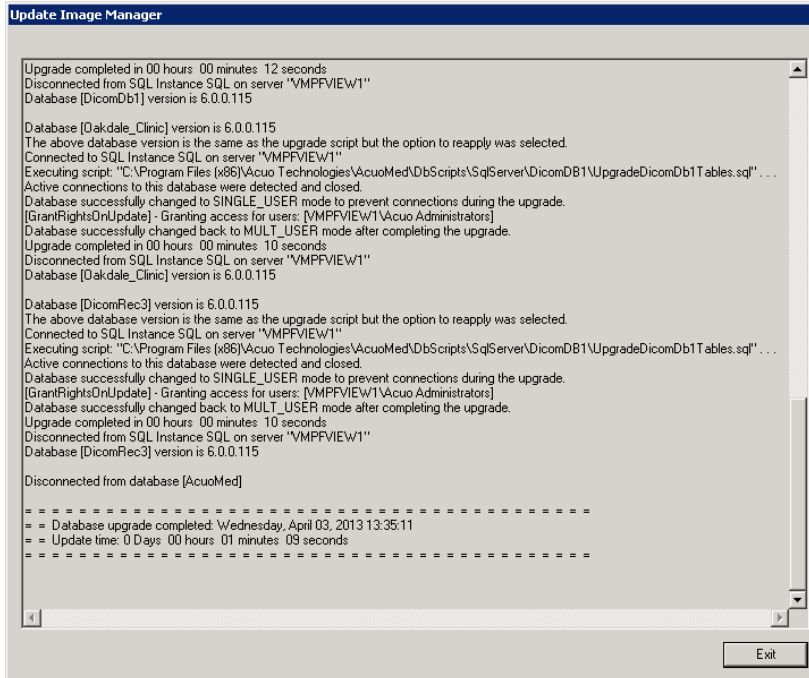 Update Image Manager
Upgrade completed in 00 hours  00 minutes  12 seconds
Disconnected from SQL Instance SQL on server "VMPFVIEW1"
Database [DicomDb1] version is 6.0.0.115
Database [Oakdale_Clinic] version is 6.0.0.115
The above database version is the same as the upgrade script but the option to reapply was selected.
Connected to SQL Instance SQL on server "VMPFVIEW1"
Executing script: "C:\Program Files (x86)\Acuo Technologies\AcuoMed\DbScripts\SqlServer\DicomDB1\UpgradeDicomDb1Tables.sql" . . .
Active connections to this database were detected and closed.
Database successfully changed to SINGLE_USER mode to prevent connections during the upgrade.
[GrantRightsOnUpdate] - Granting access for users: [VMPFVIEW1\Acuo Administrators]
Database successfully changed back to MULT_USER mode after completing the upgrade.
Upgrade completed in 00 hours  00 minutes  10 seconds
Disconnected from SQL Instance SQL on server "VMPFVIEW1"
Database [Oakdale_Clinic] version is 6.0.0.115
Database [DicomRec3] version is 6.0.0.115
The above database version is the same as the upgrade script but the option to reapply was selected.
Connected to SQL Instance SQL on server "VMPFVIEW1"
Executing script: "C:\Program Files (x86)\Acuo Technologies\AcuoMed\DbScripts\SqlServer\DicomDB1\UpgradeDicomDb1Tables.sql" . . .
Active connections to this database were detected and closed.
Database successfully changed to SINGLE_USER mode to prevent connections during the upgrade.
[GrantRightsOnUpdate] - Granting access for users: [VMPFVIEW1\Acuo Administrators]
Database successfully changed back to MULT_USER mode after completing the upgrade.
Upgrade completed in 00 hours  00 minutes  10 seconds
Disconnected from SQL Instance SQL on server "VMPFVIEW1"
Database [DicomRec3] version is 6.0.0.115
Disconnected from database [AcuoMed]
= = = = = = = = = = = = = = = = = = = = = = = = = = = = = = = = = = = = = = = = = = =
= = Database upgrade completed: Wednesday, April 03, 2013 13:35:11
= = Update time: 0 Days  00 hours  01 minutes  09 seconds
= = = = = = = = = = = = = = = = = = = = = = = = = = = = = = = = = = = = = = = = = = =
Exit